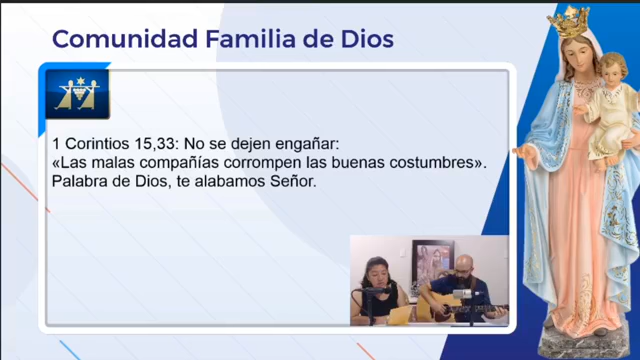 Comunidad Familia de Dios
1 Corintios 15,33: No se dejen engañar:
«Las malas compañías corrompen las buenas costumbres».
Palabra de Dios, te alabamos Señor.